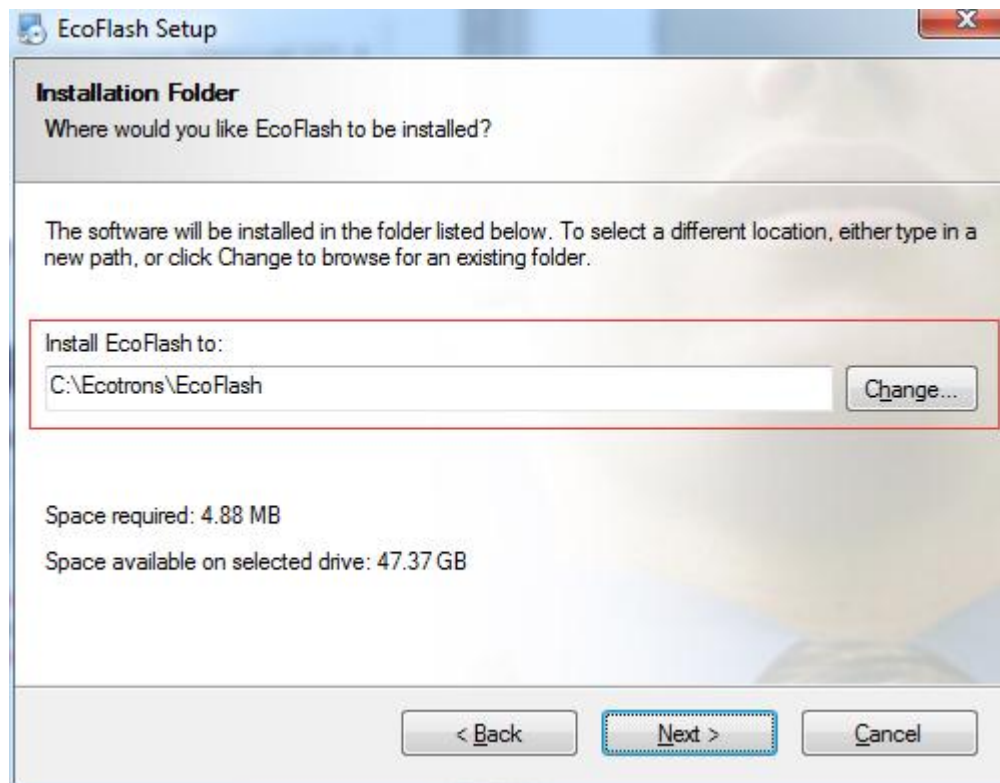 EcoFlash Setup
Installation Folder
Where would you like EcoFlash to be installed?
The software will be installed in the folder listed below. To select a different location, either type in a
new path, or click Change to browse for an existing folder.
Install EcoFlash to:
C:\Ecotrons\EcoFlash
Change...
Space required: 4.88 MB
Space available on selected drive: 47.37 GB
< Back
Next >
Cancel